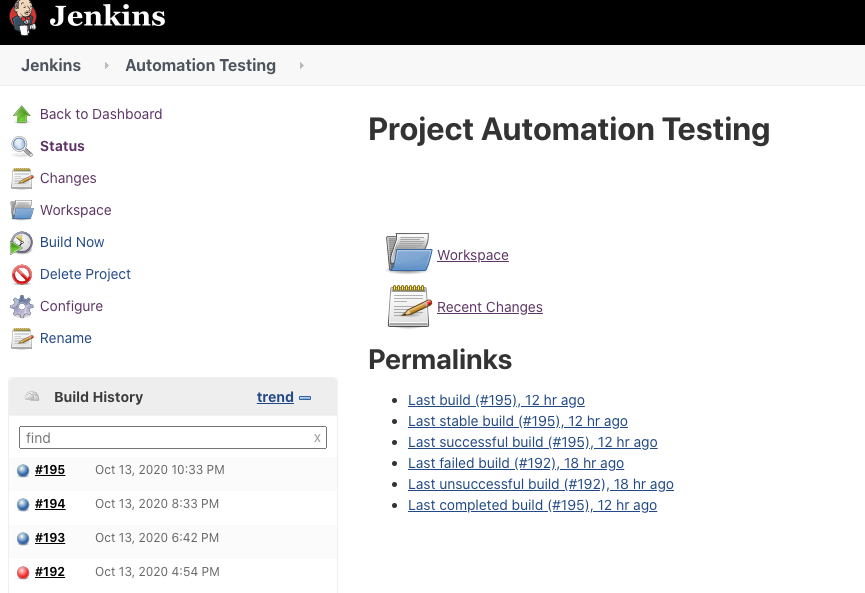 Jenkins
Jenkins
Automation Testing
Back to Dashboard
Status
Changes
Workspace
Build Now
Delete Project
Configure
Rename
Build History
trend
find
x
#195 Oct 13, 2020 10:33 PM
#194 Oct 13, 2020 8:33 PM
#193 Oct 13, 2020 6:42 PM
#192 Oct 13, 2020 4:54 PM
Project Automation Testing
Workspace
Recent Changes
Permalinks
Last build (#195), 12 hr ago
Last stable build (#195), 12 hr ago
Last successful build (#195), 12 hr ago
Last failed build (#192), 18 hr ago
Last unsuccessful build (#192), 18 hr ago
Last completed build (#195), 12 hr ago